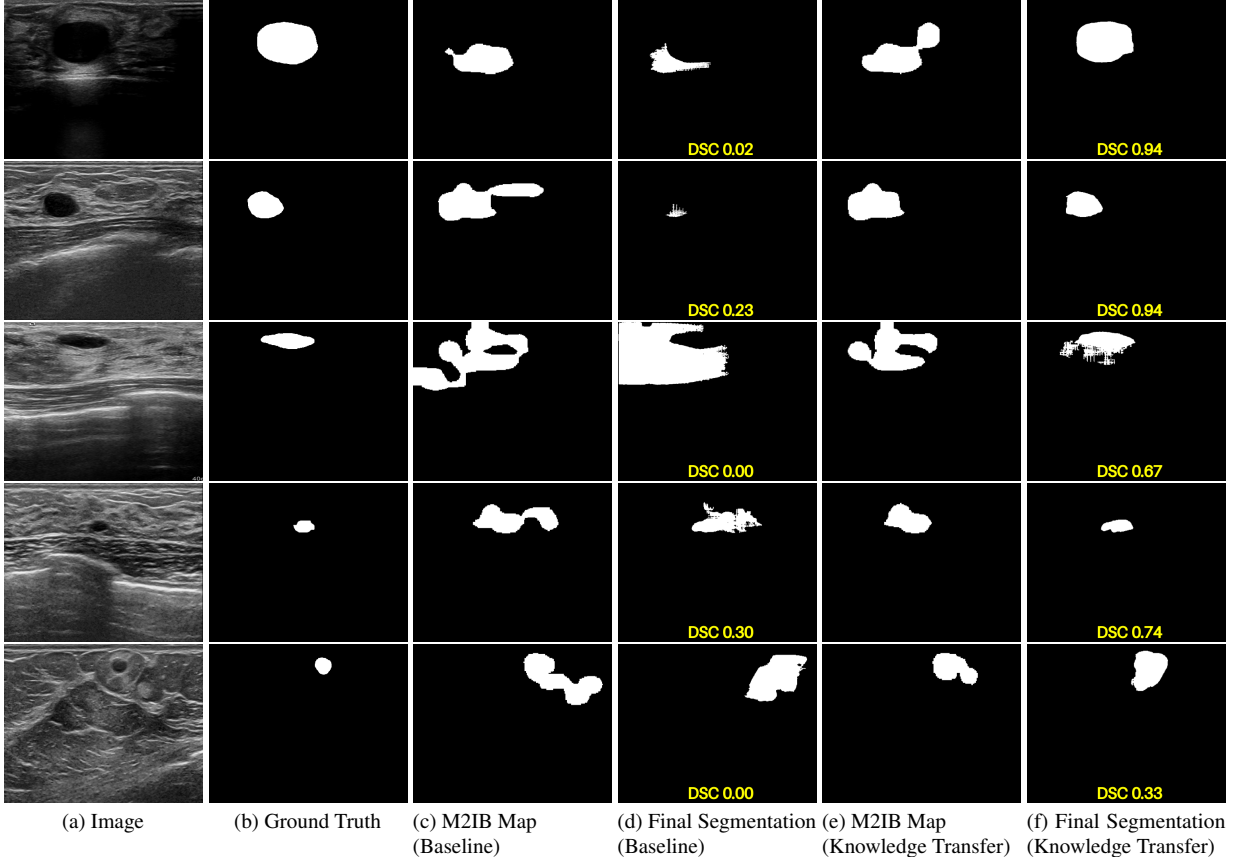 DSC 0.02
DSC 0.94
DSC 0.23
DSC 0.94
DSC 0.00
DSC 0.67
DSC 0.30
DSC 0.74
DSC 0.00
DSC 0.33
(a) Image
(b) Ground Truth
(c) M2IB Map
(Baseline)
(d) Final Segmentation
(Baseline)
(e) M2IB Map
(Knowledge Transfer)
(f) Final Segmentation
(Knowledge Transfer)